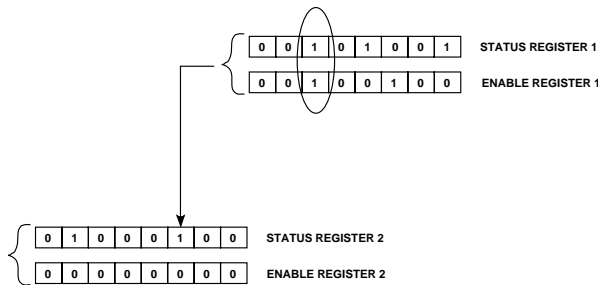 0 0 1 0 1 0 0 1 STATUS REGISTER 1
0 0 1 0 0 1 0 0 ENABLE REGISTER 1
0 1 0 0 0 1 0 0 STATUS REGISTER 2
0 0 0 0 0 0 0 0 ENABLE REGISTER 2